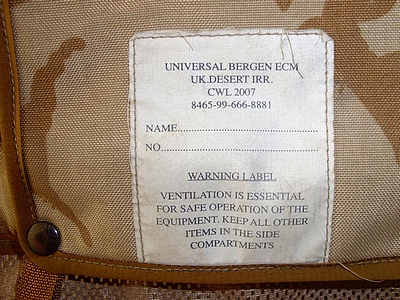 UNIVERSAL BERGEN ECM
UK.DESERT IRR.
CWL 2007
8465-99-666-8881
NAME................................................
NO....................................................
WARNING LABEL
VENTILATION IS ESSENTIAL
FOR SAFE OPERATION OF THE
EQUIPMENT. KEEP ALL OTHER
ITEMS IN THE SIDE
COMPARTMENTS